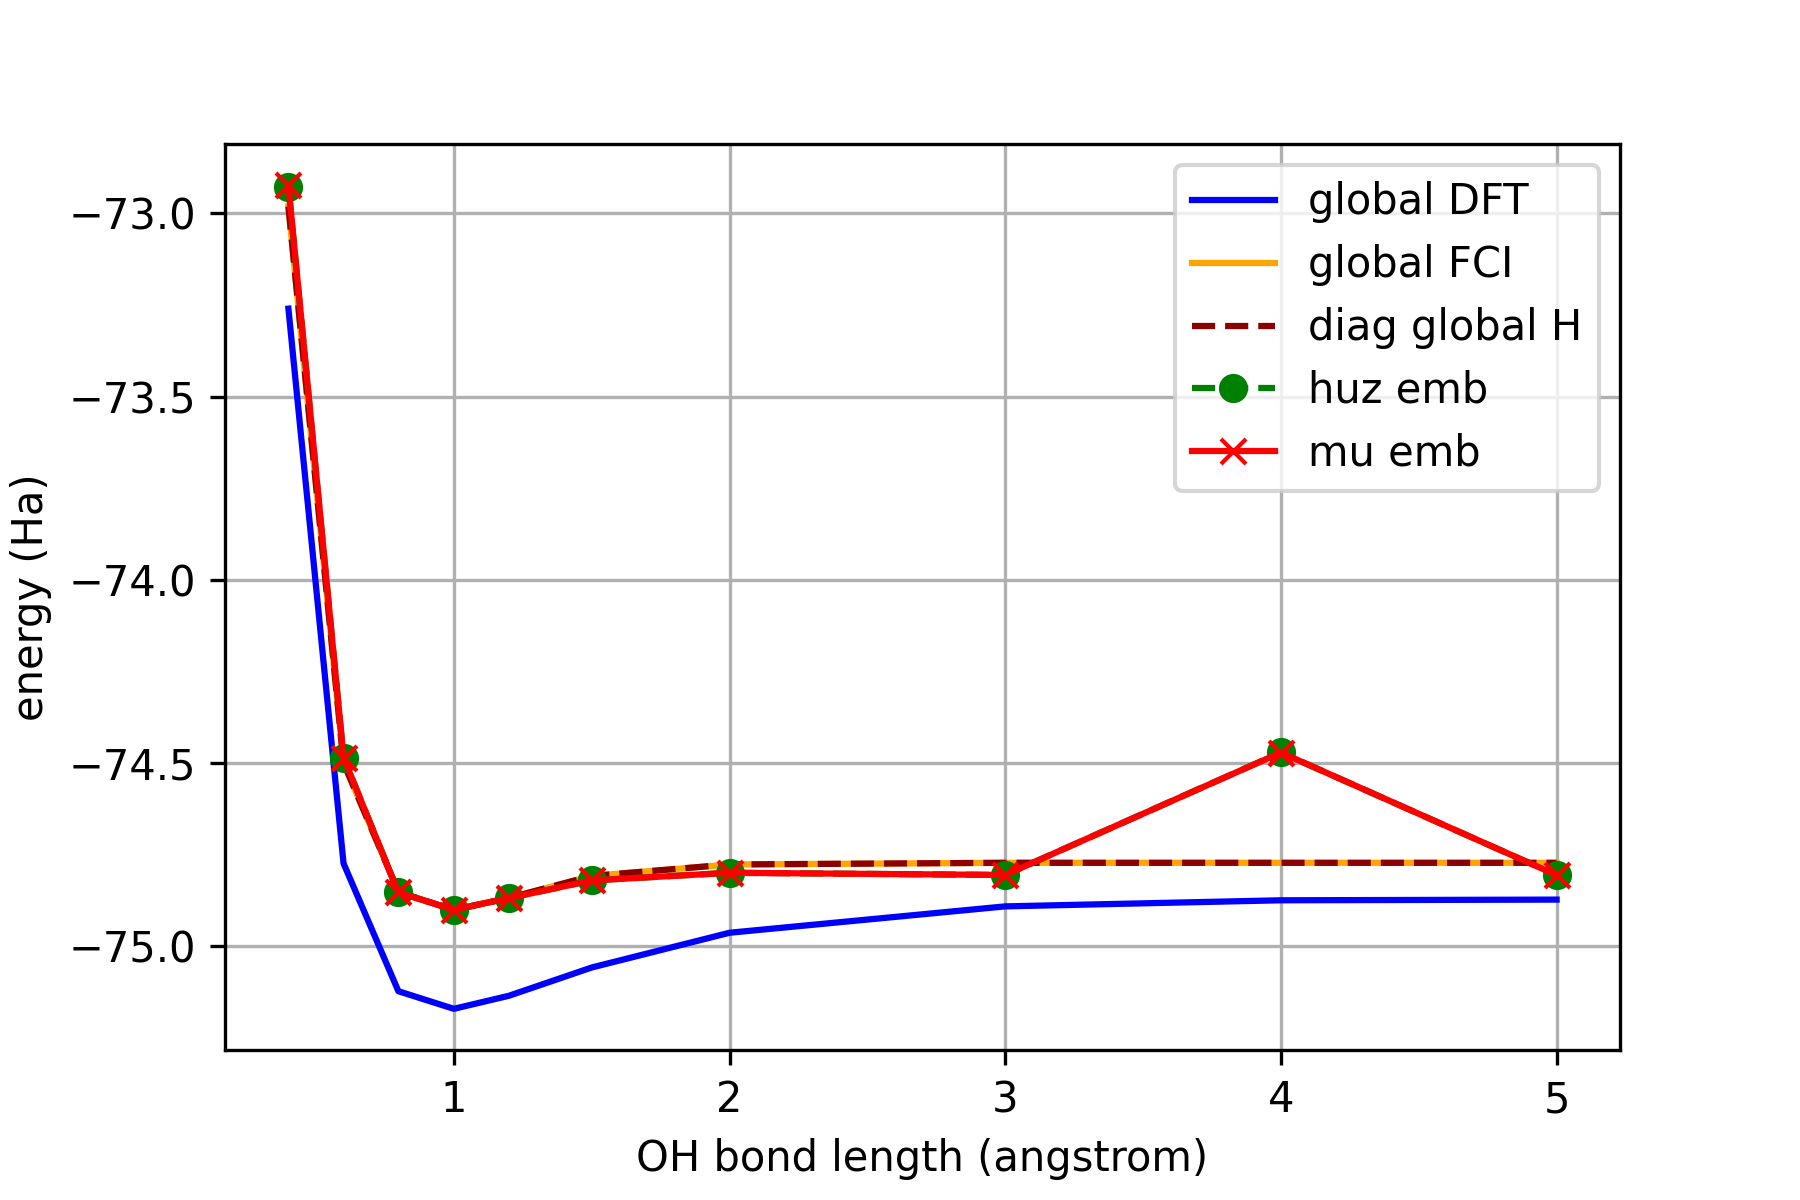 −73.0
−73.5
−74.0
−74.5
−75.0
energy (Ha)
1 2 3 4 5
OH bond length (angstrom)
global DFT
global FCI
diag global H
huz emb
mu emb